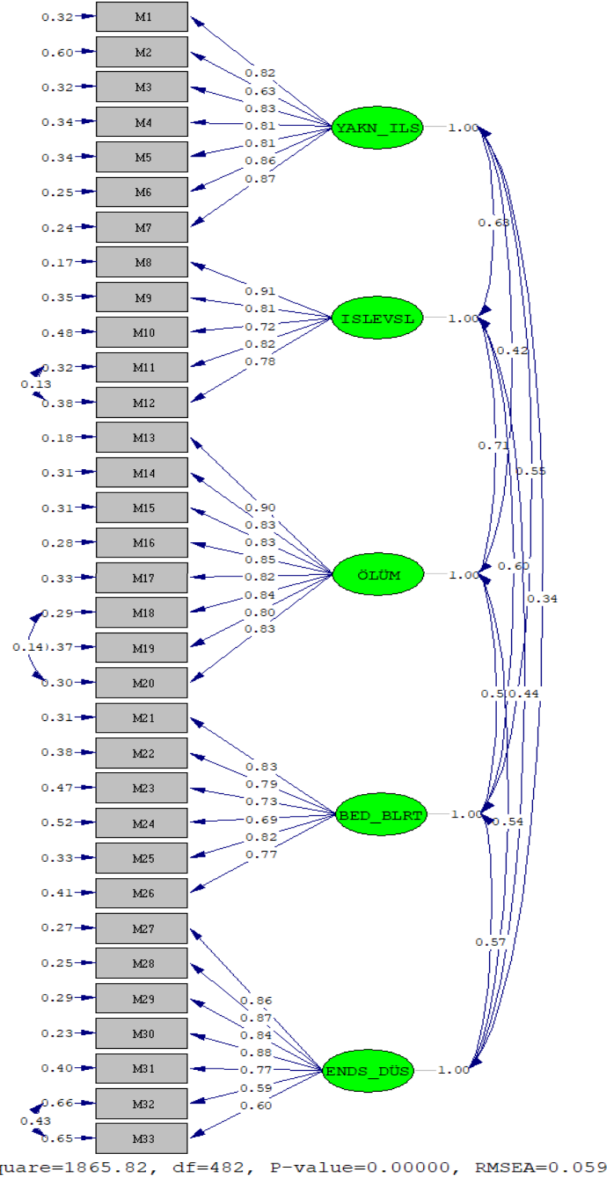 0.32 M1
0.60 M2
0.32 M3
0.34 M4
0.34 M5
0.25 M6
0.24 M7
0.82
0.63
0.83
0.81
0.81
0.86
0.87
YAKN_ILS 1.00
0.17 M8
0.35 M9
0.48 M10
0.32 M11
0.13
0.38 M12
0.91
0.81
0.72
0.82
0.78
ISLEVSL 1.00
0.18 M13
0.31 M14
0.31 M15
0.28 M16
0.33 M17
0.29 M18
0.14 .37 M19
0.30 M20
0.90
0.83
0.83
0.85
0.82
0.84
0.80
0.83
ÖLÜM 1.00
0.31 M21
0.38 M22
0.47 M23
0.52 M24
0.33 M25
0.41 M26
0.83
0.79
0.73
0.69
0.82
0.77
BED_BLRT 1.00
0.27 M27
0.25 M28
0.29 M29
0.23 M30
0.40 M31
0.66 M32
0.43
0.65 M33
0.86
0.87
0.84
0.88
0.77
0.59
0.60
ENDS_DÜS 1.00
0.63
0.42
0.71
0.55
0.60
0.34
0.5 0.44
0.54
0.57
quare=1865.82, df=482, P-value=0.00000, RMSEA=0.059